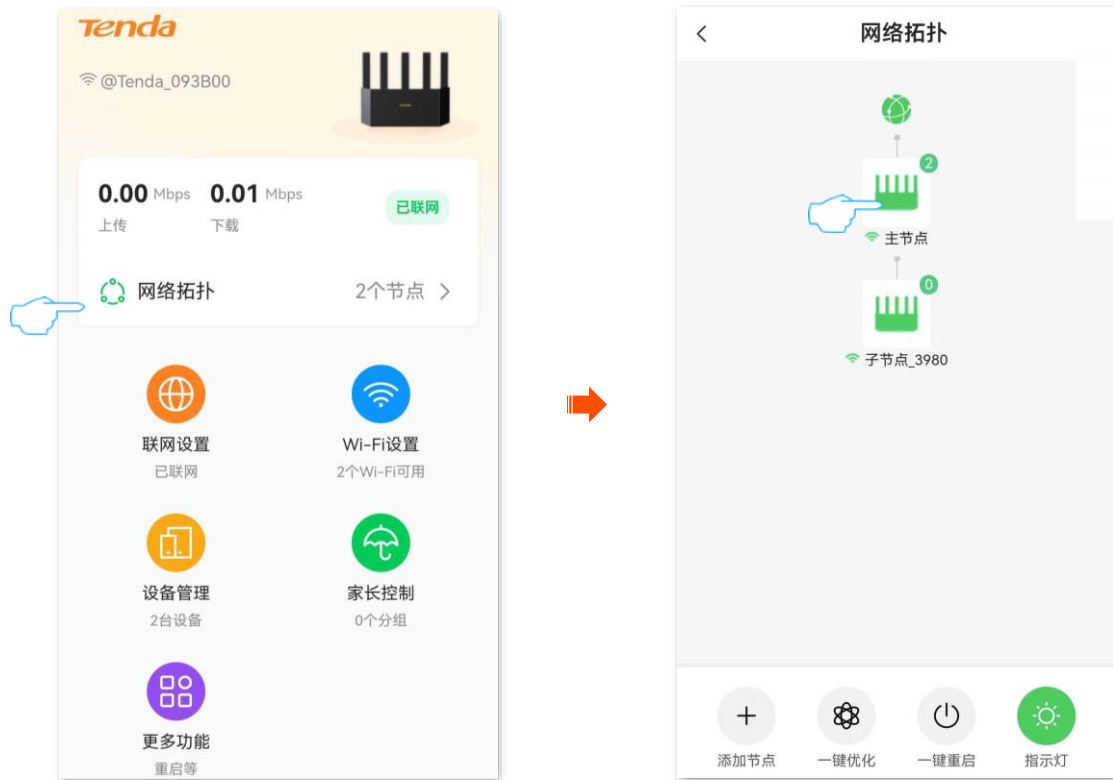 Tenda
@Tenda_093B00
0.00 Mbps 0.01 Mbps
上传 下载
已联网
网络拓扑 2个节点
联网设置 Wi-Fi设置
已联网 2个Wi-Fi可用
设备管理 家长控制
2台设备 0个分组
更多功能
重启等
网络拓扑
2
主节点
0
子节点_3980
添加节点 一键优化 一键重启 指示灯